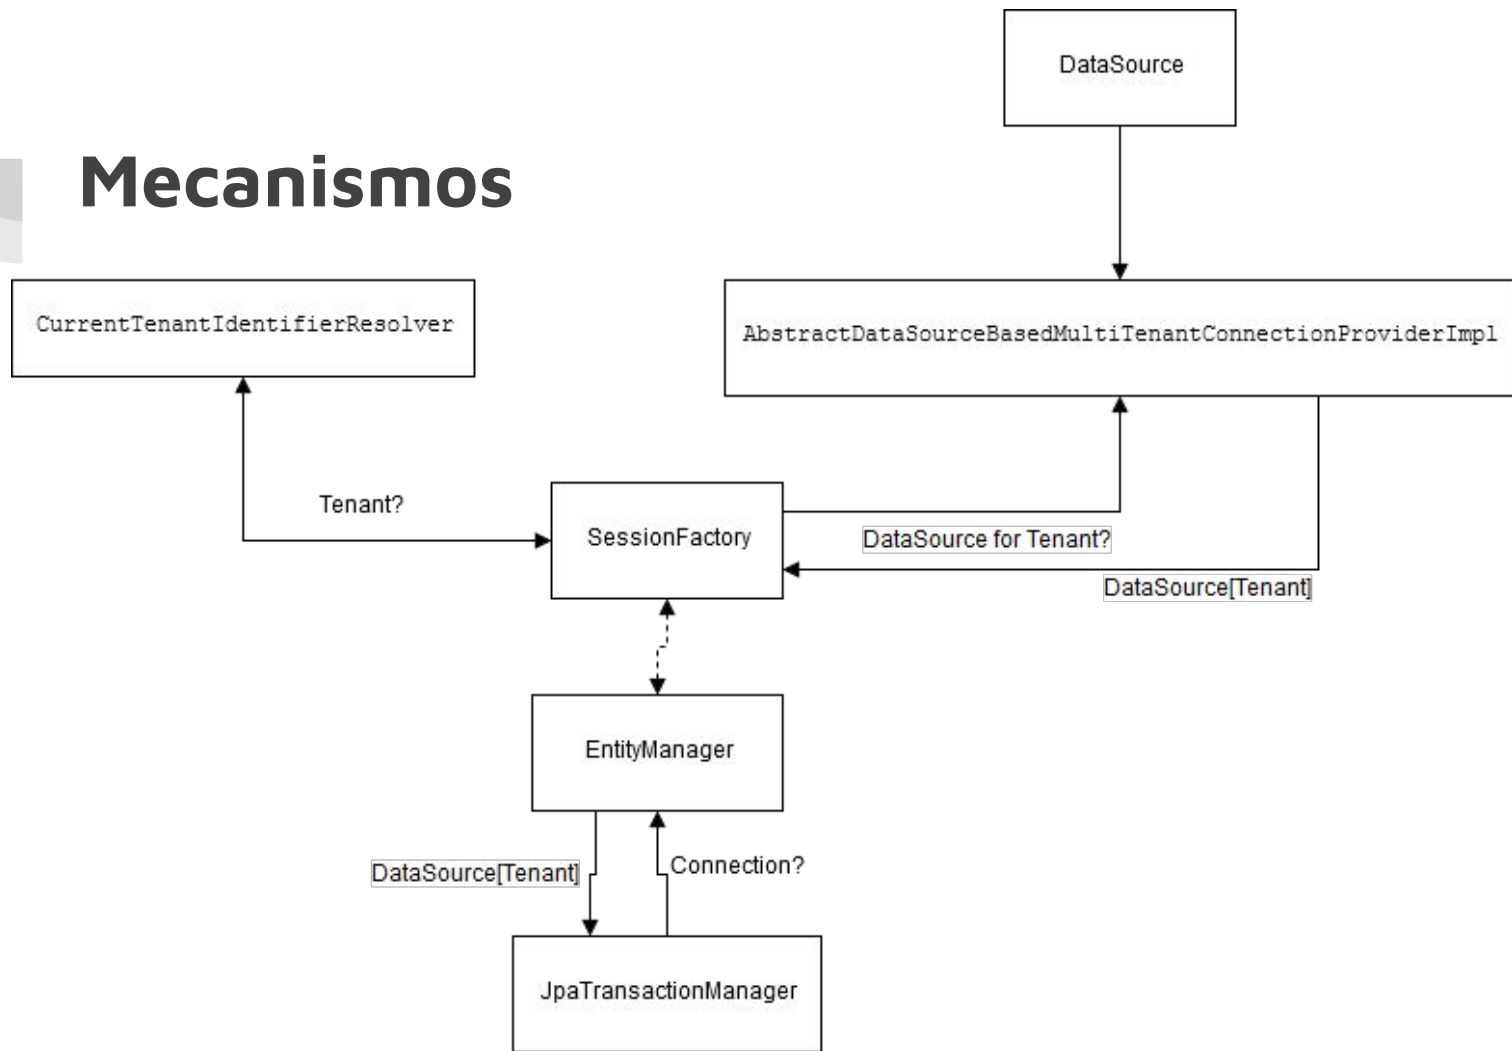 DataSource
Mecanismos
CurrentTenantIdentifierResolver
AbstractDataSourceBasedMultiTenantConnectionProviderImpl
Tenant?
SessionFactory
DataSource for Tenant?
DataSource[Tenant]
EntityManager
DataSource[Tenant]
Connection?
JpaTransactionManager